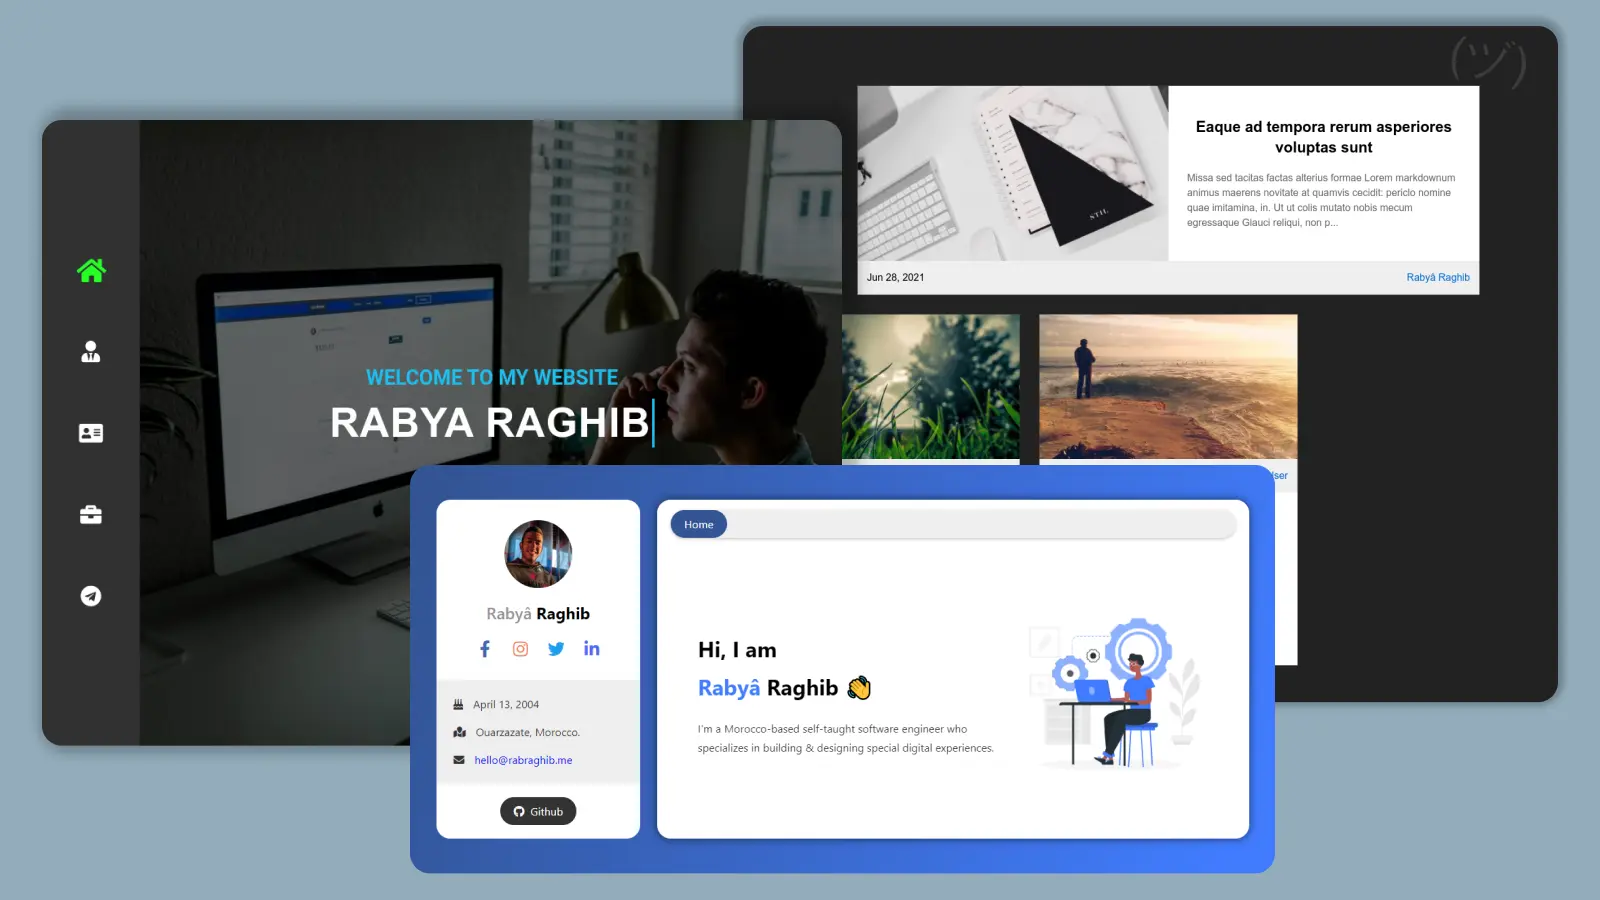 (ツ)
Eaque ad tempora rerum asperiores
voluptas sunt
Missa sed tacitas factas alterius formae Lorem markdownum
animus maerens novitate at quamvis cecidit: periclo nomine
quae imitamina, in. Ut ut colis mutato nobis mecum
egressaque Glauci reliqui, non p...
STIL
Jun 28, 2021
Rabyâ Raghib
WELCOME TO MY WEBSITE
RABYA RAGHIB
Home
Rabyâ Raghib
April 13, 2004
Ouarzazate, Morocco.
hello@rabraghib.me
Github
Hi, I am
Rabyâ Raghib 👋
I'm a Morocco-based self-taught software engineer who
specializes in building & designing special digital experiences.